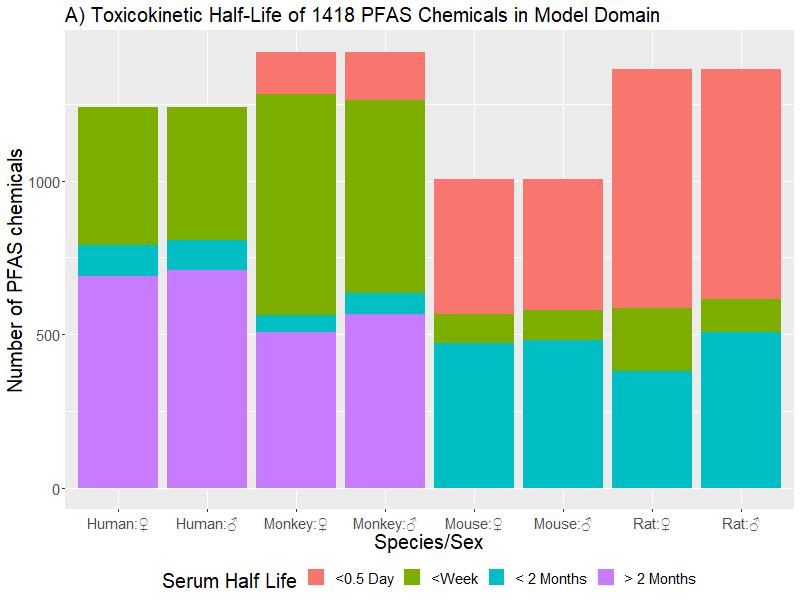 A) Toxicokinetic Half-Life of 1418 PFAS Chemicals in Model Domain
Number of PFAS chemicals
1000
500
0
Human:♀ Human:♂ Monkey:♀ Monkey:♂ Mouse:♀ Mouse:♂ Rat:♀ Rat:♂
Species/Sex
Serum Half Life <0.5 Day <Week < 2 Months > 2 Months